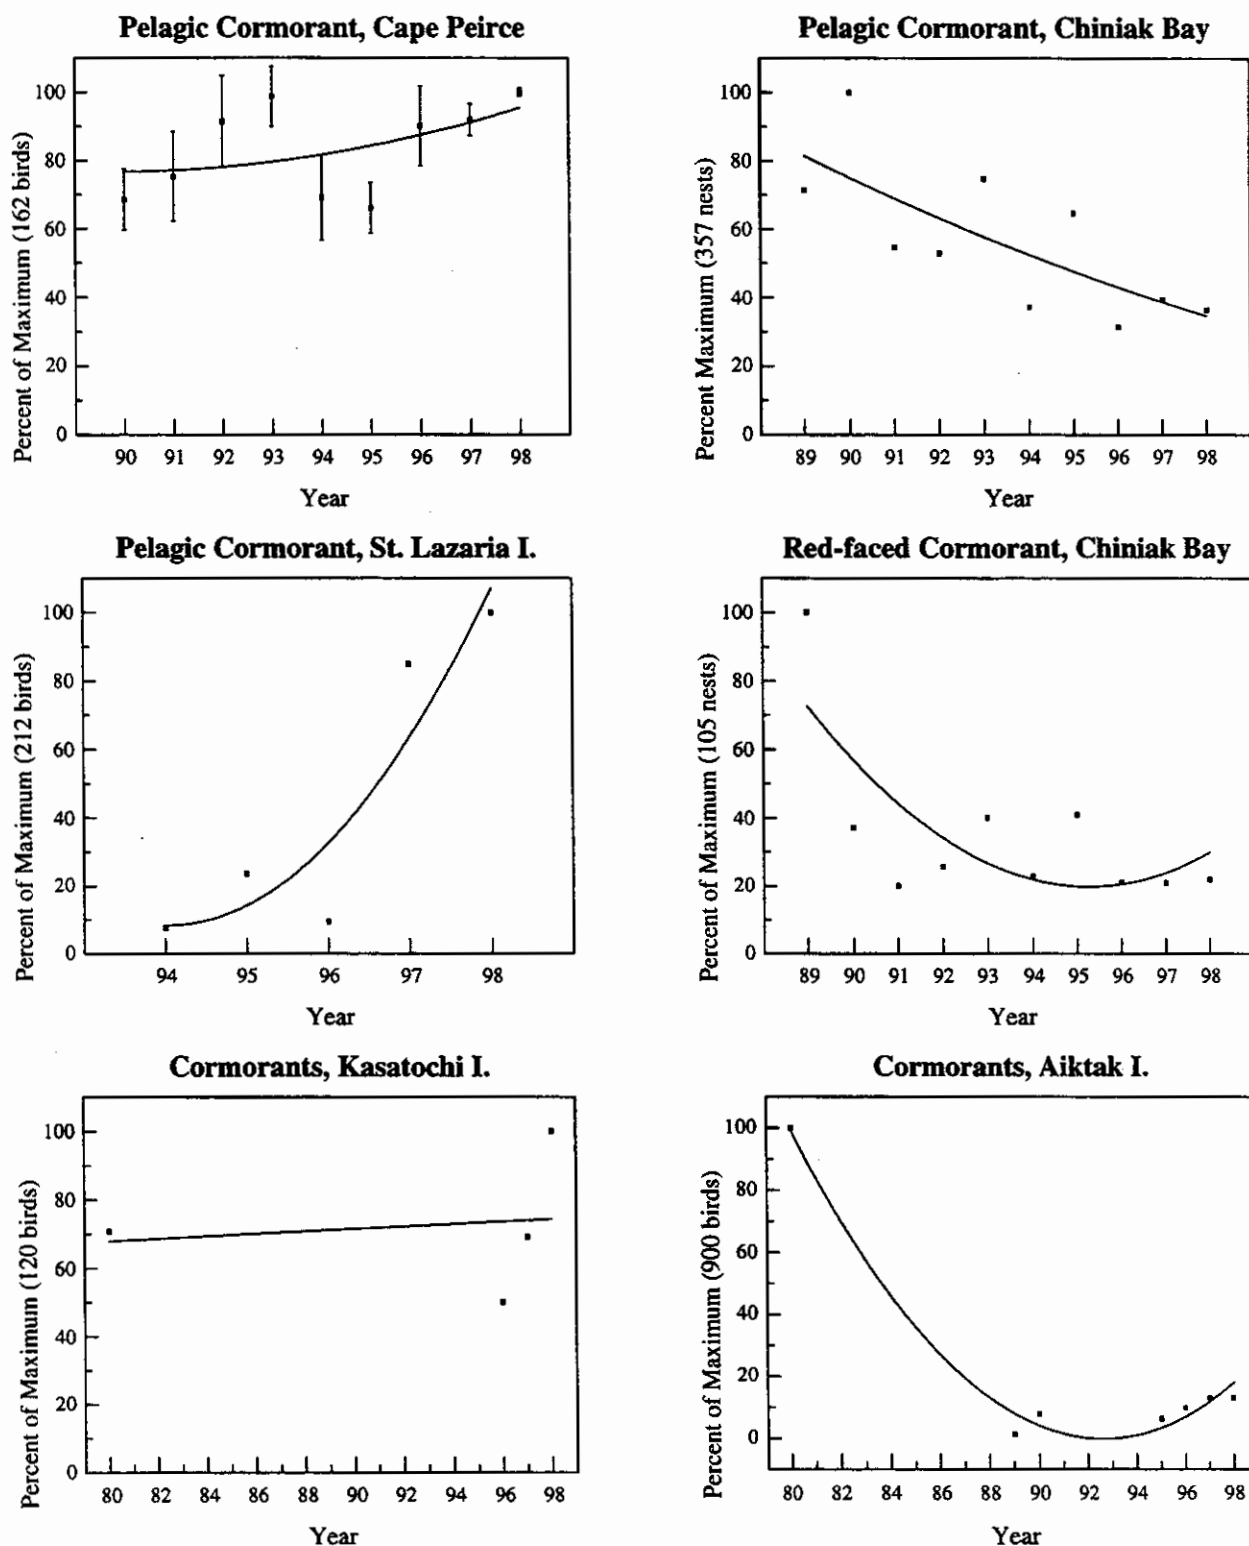 Pelagic Cormorant, Cape Peirce
Percent of Maximum (162 birds)
100
80
60
40
20
0
90 91 92 93 94 95 96 97 98
Year
Pelagic Cormorant, Chiniak Bay
Percent Maximum (357 nests)
100
80
60
40
20
0
89 90 91 92 93 94 95 96 97 98
Year
Pelagic Cormorant, St. Lazaria I.
Percent of Maximum (212 birds)
100
80
60
40
20
0
94 95 96 97 98
Year
Red-faced Cormorant, Chiniak Bay
Percent of Maximum (105 nests)
100
80
60
40
20
0
89 90 91 92 93 94 95 96 97 98
Year
Cormorants, Kasatochi I.
Percent of Maximum (120 birds)
100
80
60
40
20
0
80 82 84 86 88 90 92 94 96 98
Year
Cormorants, Aiktak I.
Percent of Maximum (900 birds)
100
80
60
40
20
0
80 82 84 86 88 90 92 94 96 98
Year